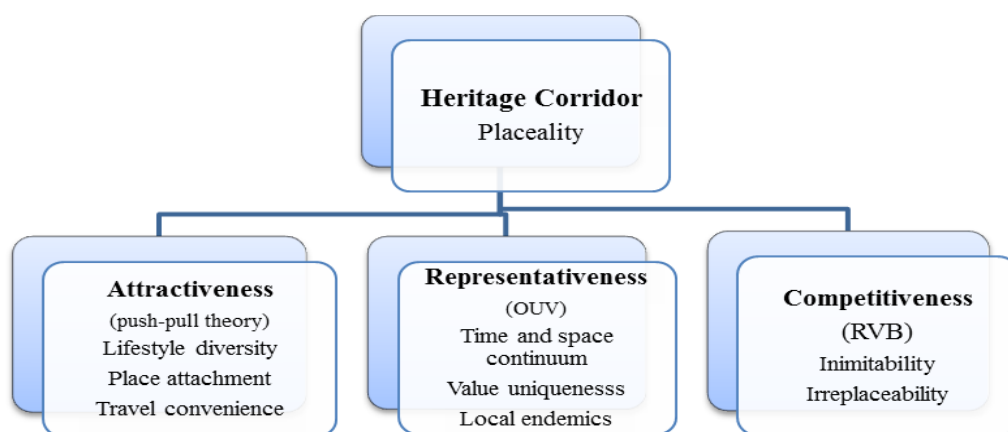 Heritage Corridor
Placeality
Attractiveness
(push-pull theory)
Lifestyle diversity
Place attachment
Travel convenience
Representativeness
(OUV)
Time and space
continuum
Value uniquenesss
Local endemics
Competitiveness
(RVB)
Inimitability
Irreplaceability